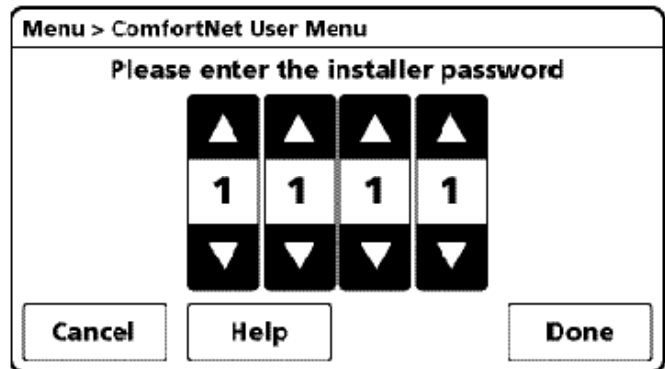 Menu > ComfortNet User Menu
Please enter the installer password
1 1 1 1
Cancel Help Done